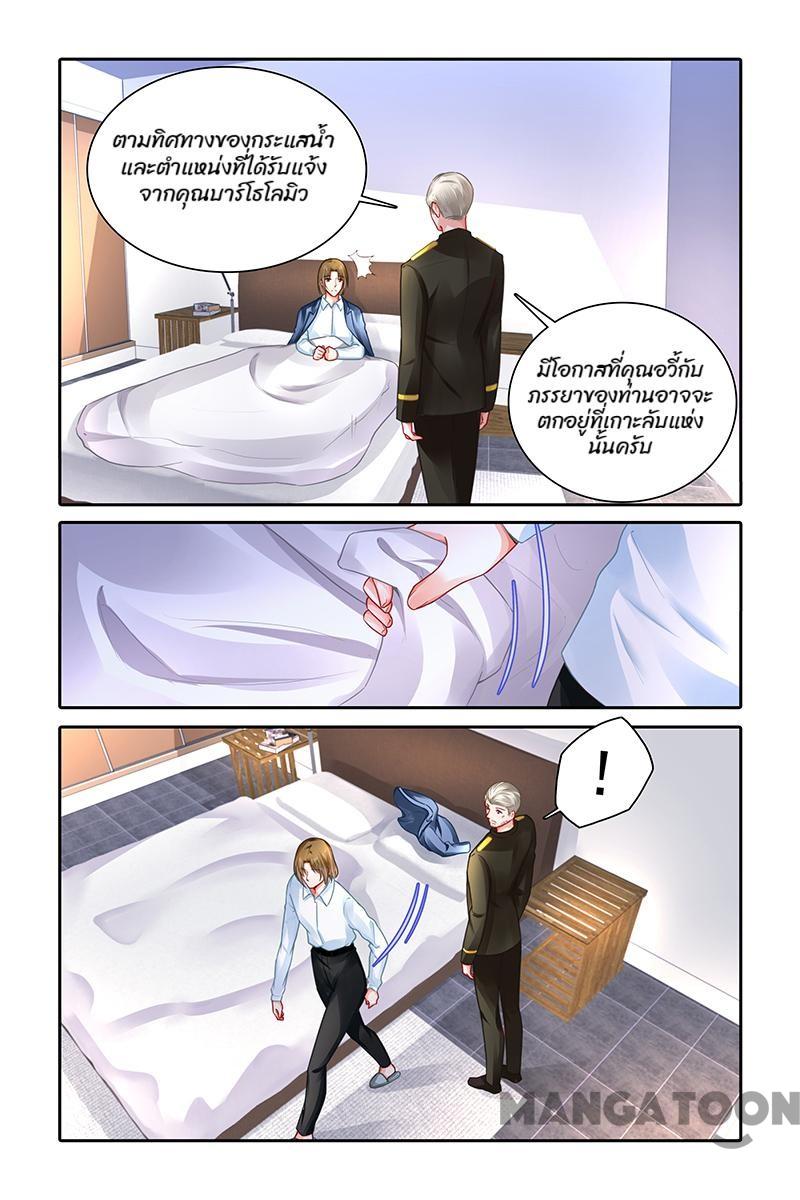 ตามทิศทางของกระแสน้ำ
และตำแหน่งที่ได้รับแจ้ง
จากคุณบาร์โธโลมิว
มีโอกาสที่คุณอวี้กับ
ภรรยาของท่านอาจจะ
ตกอยู่ที่เกาะลับแห่ง
นั้นครับ
!
MANGATOON